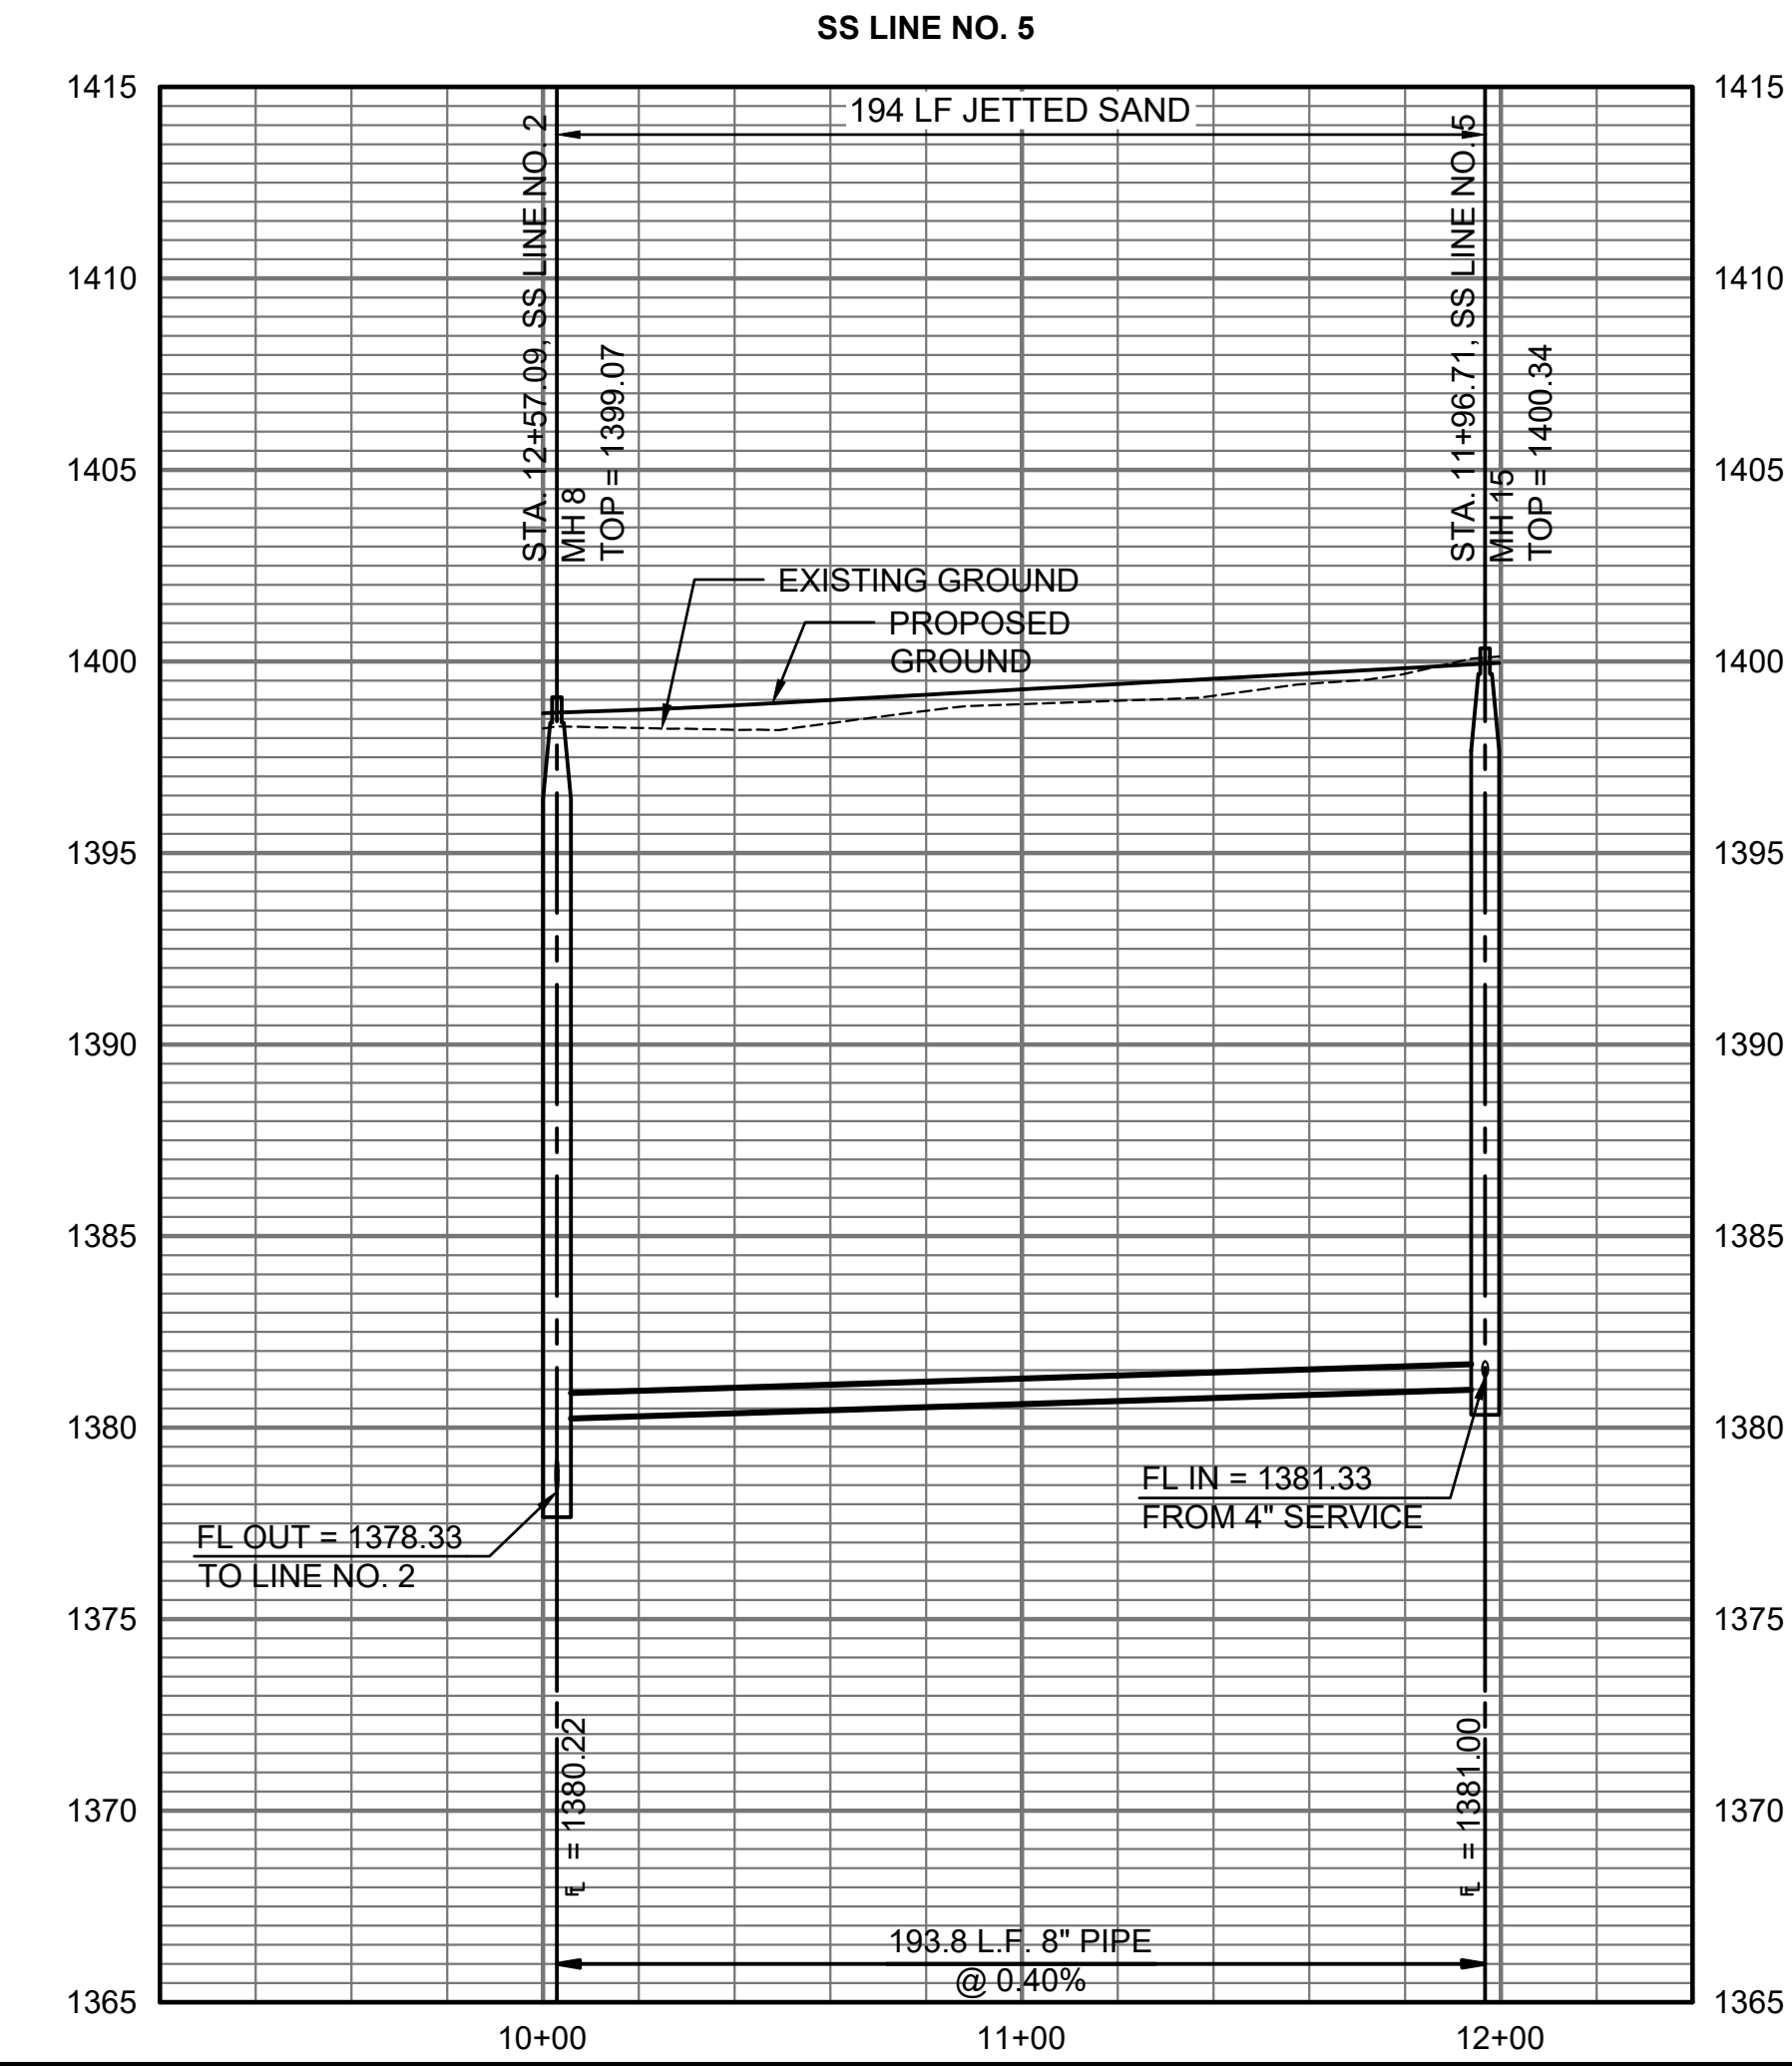 SS LINE NO. 5
1415
1415
194 LF JETTED SAND
STA. 12+57.09, SS LINE NO. 2
MH 8
TOP = 1399.07
STA. 11+96.71, SS LINE NO. 5
MH 15
TOP = 1400.34
1410
1410
1405
1405
EXISTING GROUND
PROPOSED
GROUND
1400
1400
1395
1395
1390
1390
1385
1385
1380
1380
FL IN = 1381.33
FROM 4" SERVICE
FL OUT = 1378.33
TO LINE NO. 2
1375
1375
FL = 1380.22
FL = 1381.00
1370
1370
193.8 L.F. 8" PIPE
@ 0.40%
1365
1365
10+00
11+00
12+00